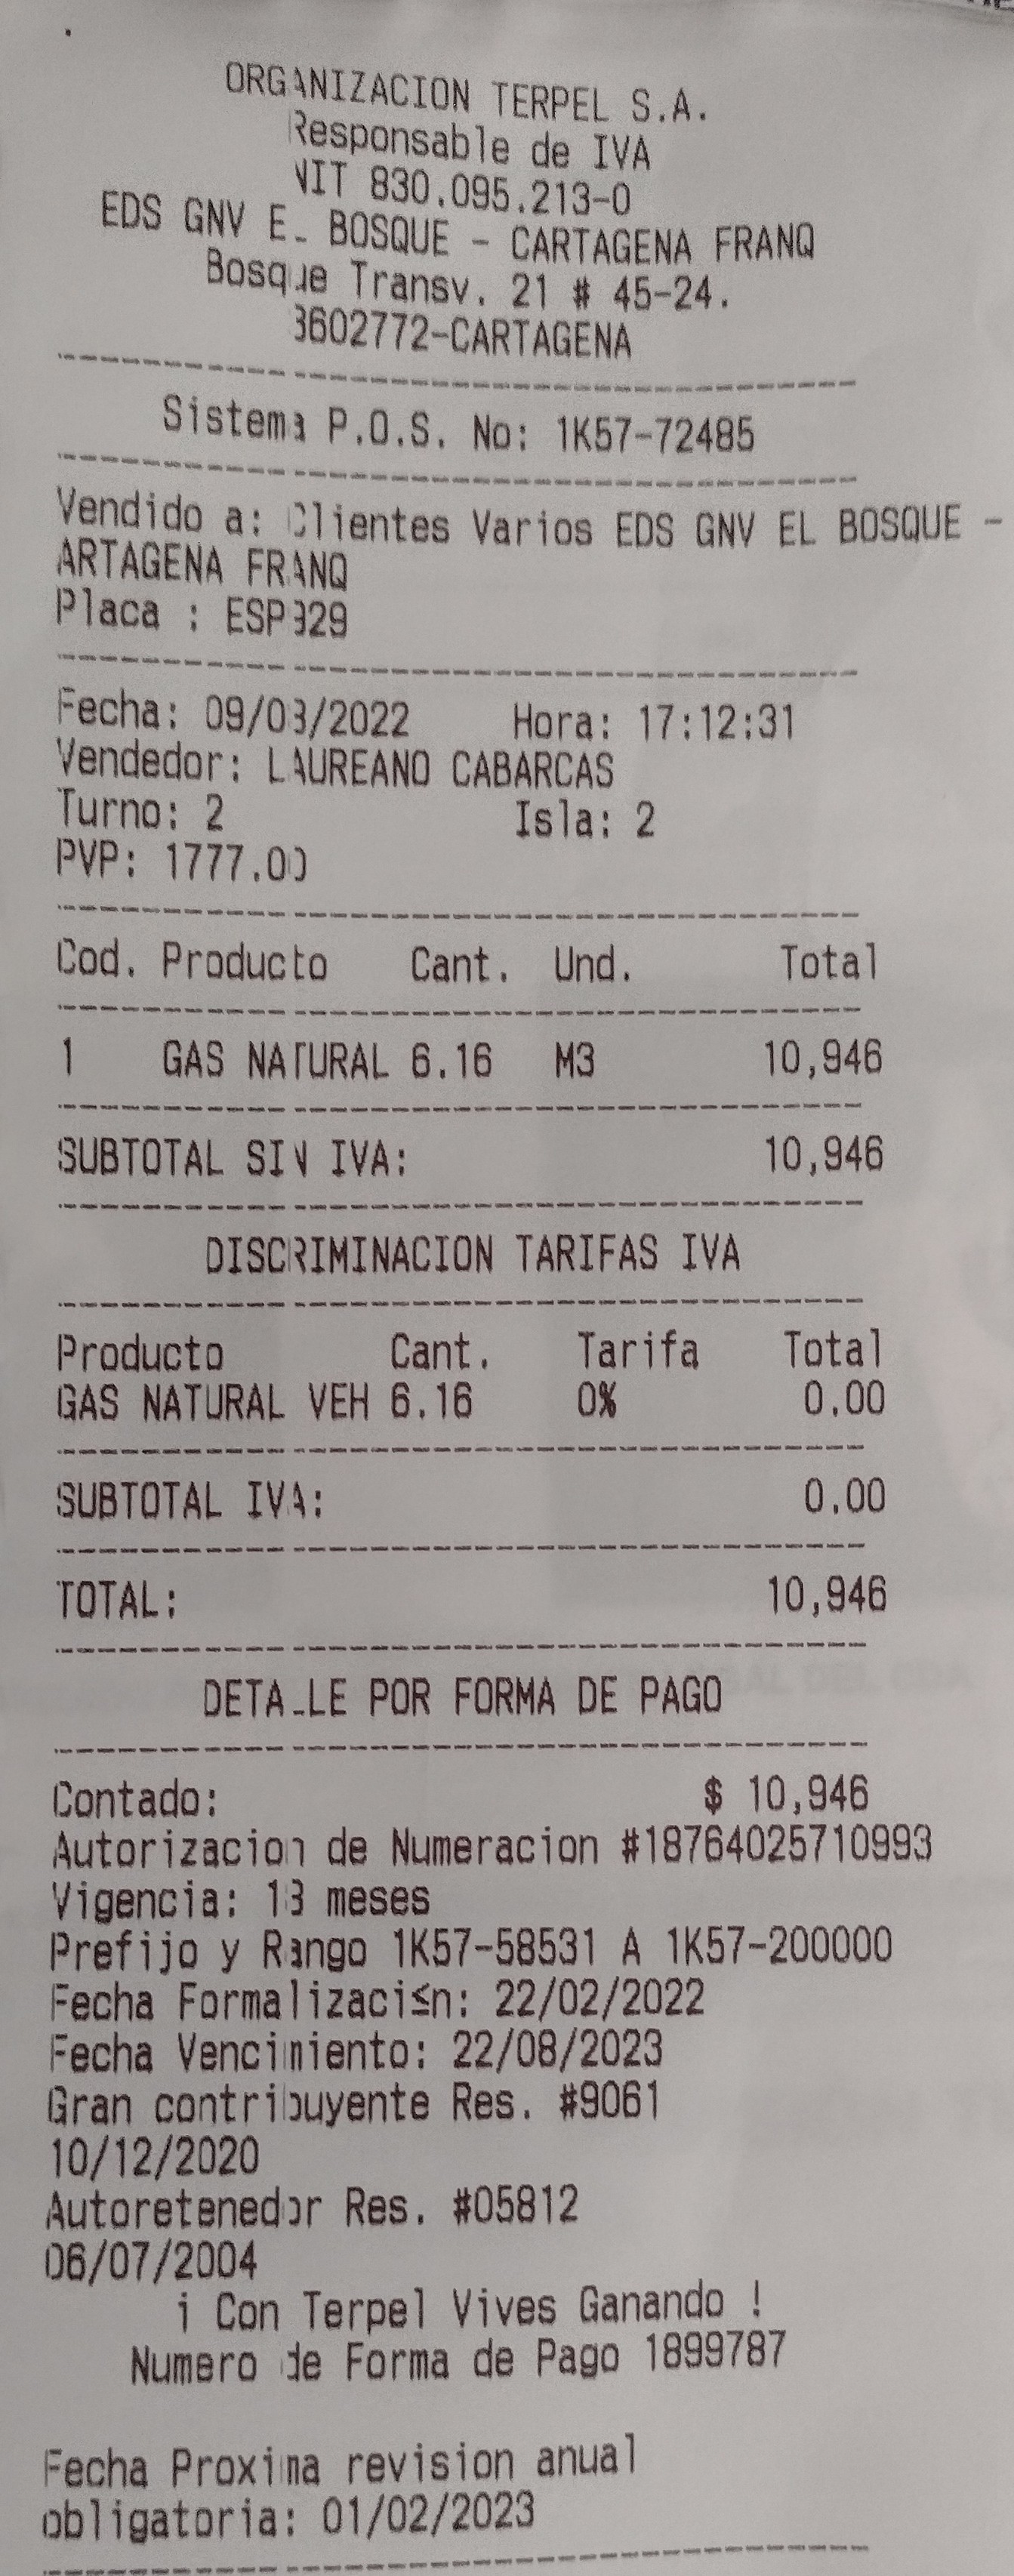 ORGANIZACION TERPEL S.A.
Responsable de IVA
NIT 830.095.213-0
EDS GNV EL BOSQUE - CARTAGENA FRANQ
Bosque Transv. 21 # 45-24.
3602772-CARTAGENA
Sistema P.O.S. No: 1K57-72485
Vendido a: Clientes Varios EDS GNV EL BOSQUE -
ARTAGENA FRANQ
Placa :
Fecha: 09/03/2022 Hora: 17:12:31
Vendedor: LAUREANO CABARCAS
Turno: 2 Isla: 2
PVP: 1777.00
Cod. Producto Cant. Und. Total
1 GAS NATURAL 6.16 M3 10,946
SUBTOTAL SIN IVA: 10,946
DISCRIMINACION TARIFAS IVA
Producto Cant. Tarifa Total
GAS NATURAL VEH 6.16 0% 0.00
SUBTOTAL IVA: 0.00
TOTAL: 10,946
DETALLE POR FORMA DE PAGO
Contado: $ 10,946
Autorizacion de Numeracion #18764025710993
Vigencia: 18 meses
Prefijo y Rango 1K57-58531 A 1K57-200000
Fecha Formalizaci≤n: 22/02/2022
Fecha Vencimiento: 22/08/2023
Gran contribuyente Res. #9061
10/12/2020
Autoretenedor Res. #05812
06/07/2004
¡ Con Terpel Vives Ganando !
Numero de Forma de Pago 1899787
Fecha Proxima revision anual
obligatoria: 01/02/2023